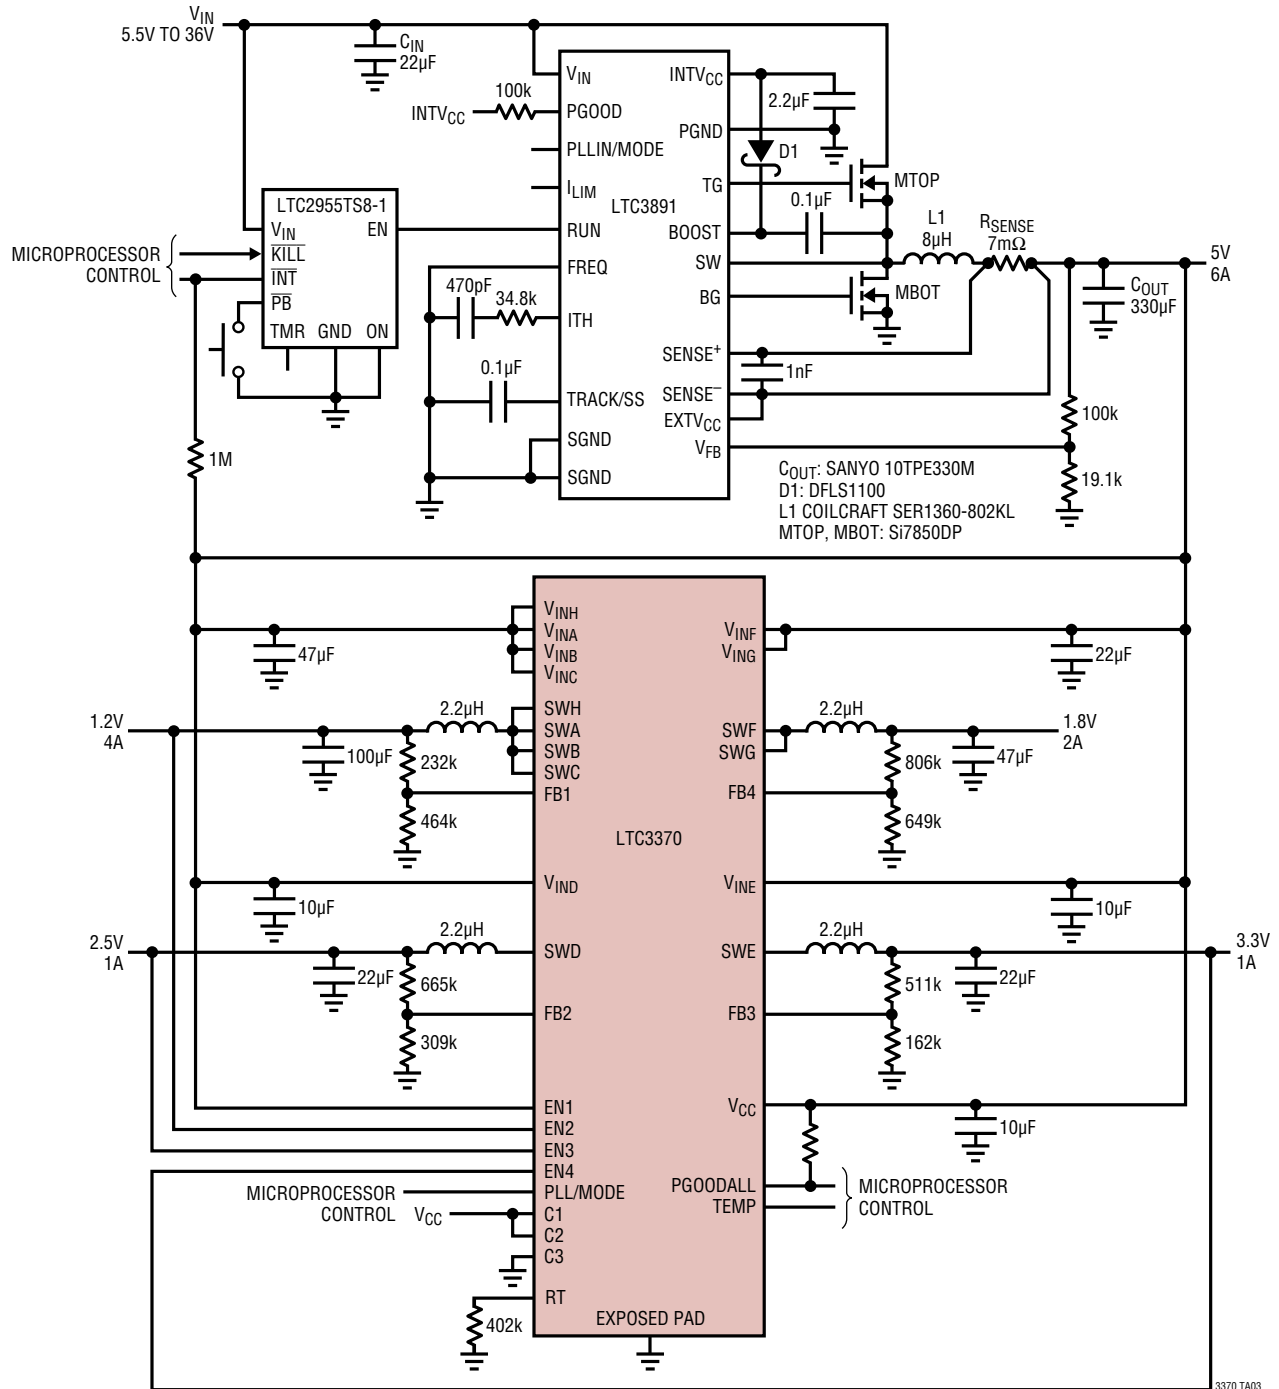 VIN
5.5V TO 36V
CIN
22µF
100k
INTVCC
VIN
PGOOD
PLLIN/MODE
ILIM
RUN
FREQ
ITH
TRACK/SS
SGND
SGND
LTC3891
INTVCC
PGND
TG
BOOST
SW
BG
SENSE+
SENSE–
EXTVCC
VFB
2.2µF
D1
MTOP
0.1µF
L1
8µH
RSENSE
7mΩ
5V
6A
MBOT
COUT
330µF
1nF
100k
19.1k
LTC2955TS8-1
VIN
EN
KILL
INT
PB
TMR
GND
ON
MICROPROCESSOR
CONTROL
470pF
34.8k
0.1µF
1M
COUT: SANYO 10TPE330M
D1: DFLS1100
L1 COILCRAFT SER1360-802KL
MTOP, MBOT: Si7850DP
VINH
VINA
VINB
VINC
VINF
VING
47µF
22µF
1.2V
4A
2.2µH
SWH
SWA
SWB
SWC
FB1
100µF
232k
464k
SWF
SWG
FB4
2.2µH
1.8V
2A
806k
47µF
649k
LTC3370
VIND
VINE
10µF
10µF
2.5V
1A
2.2µH
SWD
22µF
665k
FB2
309k
SWE
2.2µH
3.3V
1A
511k
22µF
FB3
162k
EN1
EN2
EN3
EN4
PLL/MODE
C1
C2
C3
RT
MICROPROCESSOR
CONTROL
VCC
402k
EXPOSED PAD
VCC
10µF
PGOODALL
TEMP
MICROPROCESSOR
CONTROL
3370 TA03